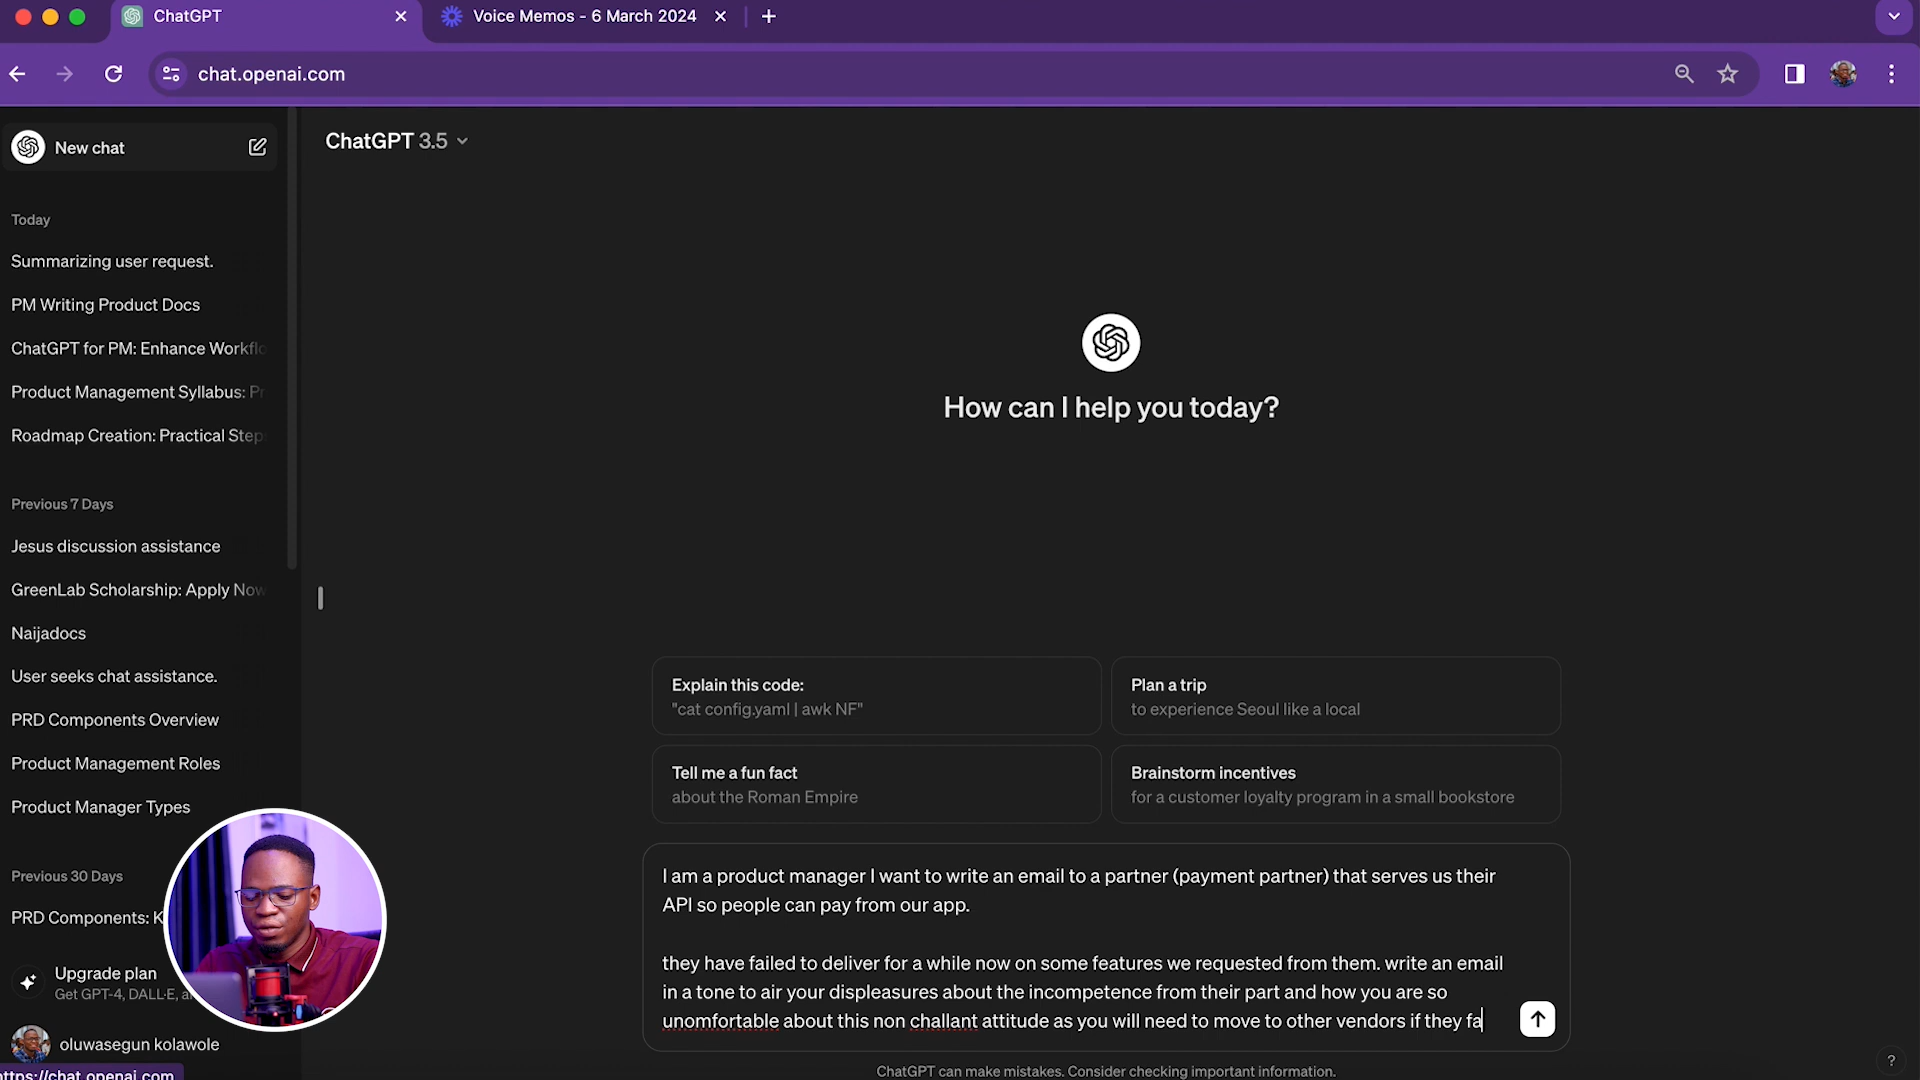 ChatGPT
Voice Memos - 6 March 2024
chat.openai.com
New chat
ChatGPT 3.5
Today
Summarizing user request.
PM Writing Product Docs
ChatGPT for PM: Enhance Workflo
Product Management Syllabus: Pr
Roadmap Creation: Practical Step
Previous 7 Days
Jesus discussion assistance
GreenLab Scholarship: Apply Now
Naijadocs
User seeks chat assistance.
PRD Components Overview
Product Management Roles
Product Manager Types
Previous 30 Days
PRD Components: K
Upgrade plan
Get GPT-4, DALL·E, a
oluwasegun kolawole
https://chat.openai.com
How can I help you today?
Explain this code:
"cat config.yaml | awk NF"
Plan a trip
to experience Seoul like a local
Tell me a fun fact
about the Roman Empire
Brainstorm incentives
for a customer loyalty program in a small bookstore
I am a product manager I want to write an email to a partner (payment partner) that serves us their
API so people can pay from our app.
they have failed to deliver for a while now on some features we requested from them. write an email
in a tone to air your displeasures about the incompetence from their part and how you are so
unomfortable about this non challant attitude as you will need to move to other vendors if they fa
ChatGPT can make mistakes. Consider checking important information.
?